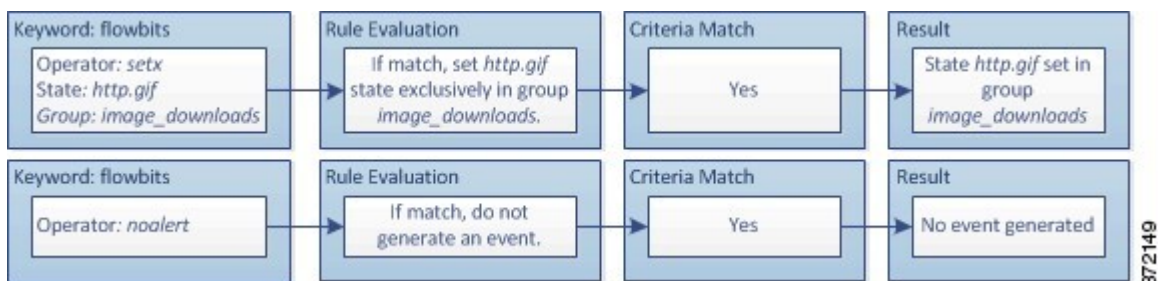 Keyword: flowbits
Operator: setx
State: http.gif
Group: image_downloads
Rule Evaluation
If match, set http.gif
state exclusively in group
image_downloads.
Criteria Match
Yes
Result
State http.gif set in
group
image_downloads
Keyword: flowbits
Operator: noalert
Rule Evaluation
If match, do not
generate an event.
Criteria Match
Yes
Result
No event generated
372149